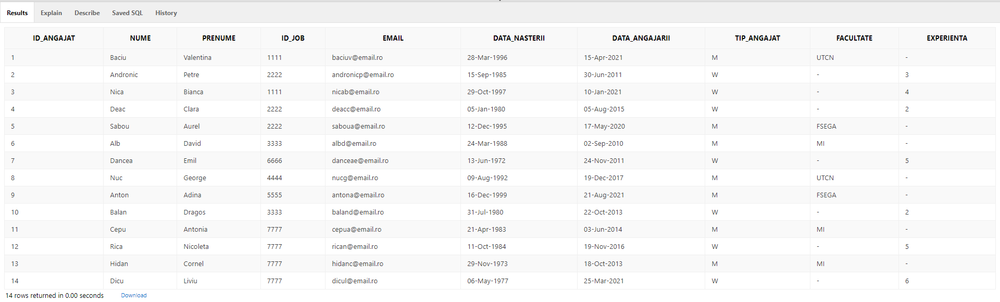 Results Explain Describe Saved SQL History
ID_ANGAJAT NUME PRENUME ID_JOB EMAIL DATA_NASTERII DATA_ANGAJARII TIP_ANGAJAT FACULTATE EXPERIENTA
1 Baciu Valentina 1111 baciuv@email.ro 28-Mar-1996 15-Apr-2021 M UTCN -
2 Andronic Petre 2222 andronicp@email.ro 15-Sep-1985 30-Jun-2011 W - 3
3 Nica Bianca 1111 nicab@email.ro 29-Oct-1997 10-Jan-2021 W - 4
4 Deac Clara 2222 deacc@email.ro 05-Jan-1980 05-Aug-2015 W - 2
5 Sabou Aurel 2222 saboua@email.ro 12-Dec-1995 17-May-2020 M FSEGA -
6 Alb David 3333 albd@email.ro 24-Mar-1988 02-Sep-2010 M MI -
7 Dancea Emil 6666 danceae@email.ro 13-Jun-1972 24-Nov-2011 W - 5
8 Nuc George 4444 nucg@email.ro 09-Aug-1992 19-Dec-2017 M UTCN -
9 Anton Adina 5555 antona@email.ro 16-Dec-1999 21-Aug-2021 M FSEGA -
10 Balan Dragos 3333 baland@email.ro 31-Jul-1980 22-Oct-2013 W - 2
11 Cepu Antonia 7777 cepua@email.ro 21-Apr-1983 03-Jun-2014 M MI -
12 Rica Nicoleta 7777 rican@email.ro 11-Oct-1984 19-Nov-2016 W - 5
13 Hidan Cornel 7777 hidanc@email.ro 29-Nov-1973 18-Oct-2013 M MI -
14 Dicu Liviu 7777 dicul@email.ro 06-May-1977 25-Mar-2021 W - 6
14 rows returned in 0.00 seconds Download